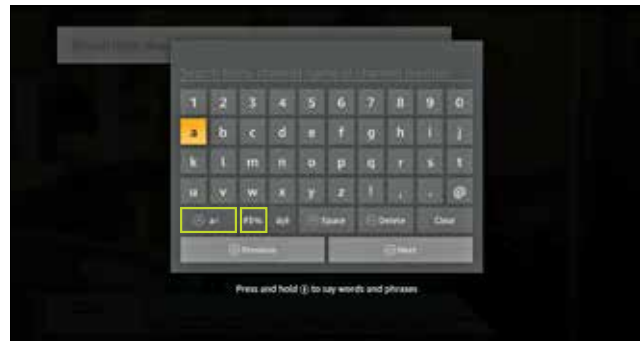 1 2 3 4 5 6 7 8 9 0
a b c d e f g h i j
k l m n o p q r s t
u v w x y z ! , . @
#$% Space Delete Clear
Previous Next
Press and hold to say words and phrases